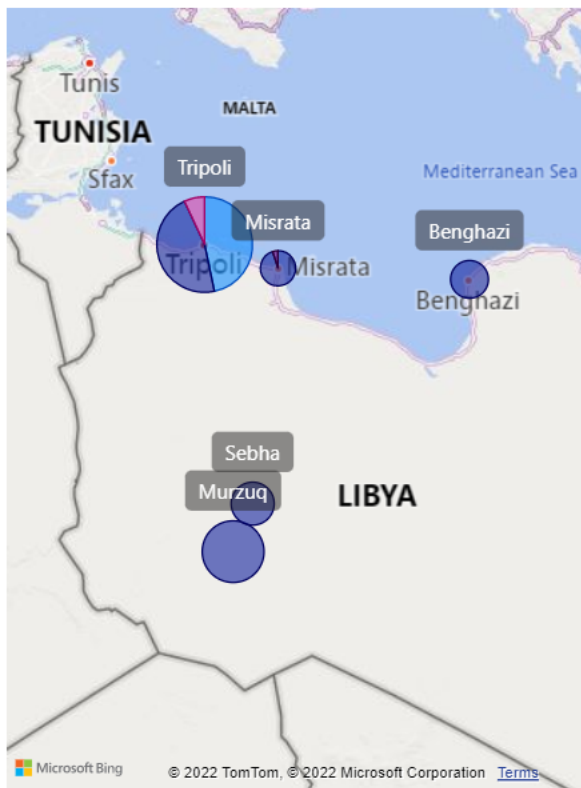 Tunis
MALTA
TUNISIA
Tripoli
Sfax
Mediterranean Sea
Misrata
Benghazi
Tripoli
Misrata
Benghazi
Sebha
Murzuq
LIBYA
Microsoft Bing
© 2022 TomTom, © 2022 Microsoft Corporation Terms